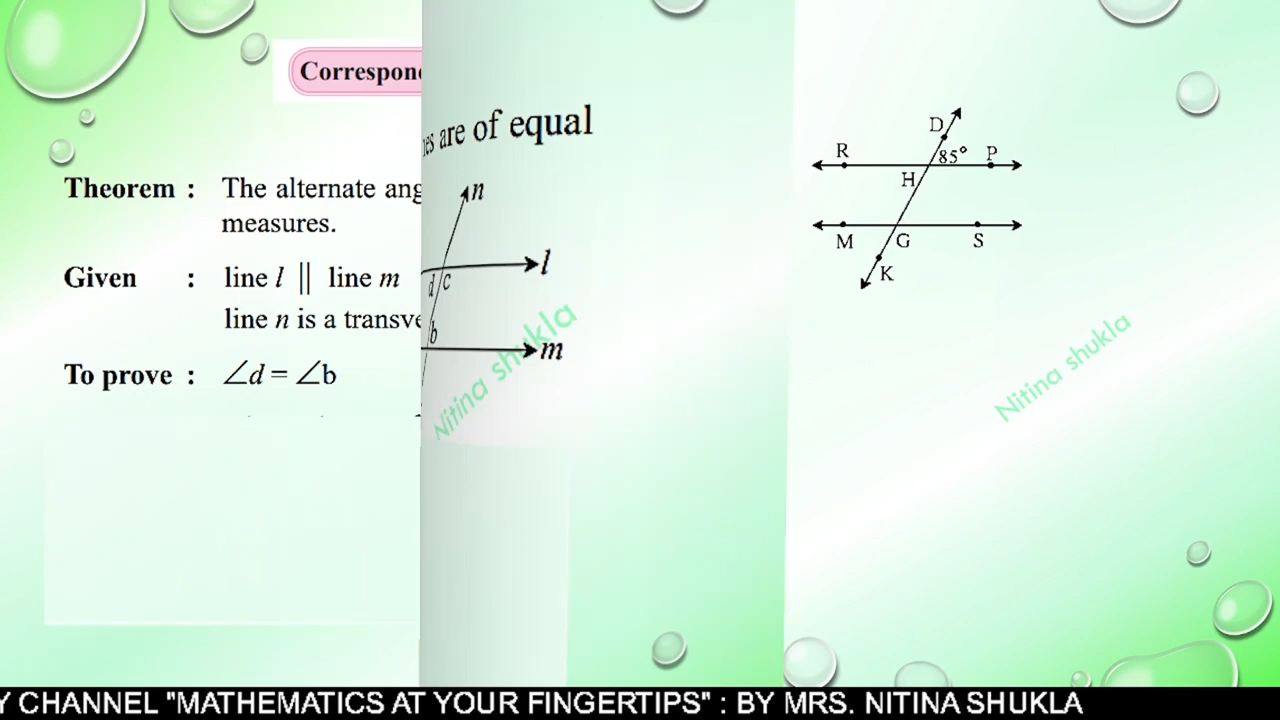 Correspon
Theorem : The alternate ang
measures.
Given : line l || line m
line n is a transve
To prove : ∠d = ∠b
are of equal
n
l
d c
b
m
Nitina shukla
D
R 85° P
H
M G S
K
Nitina shukla
Y CHANNEL "MATHEMATICS AT YOUR FINGERTIPS" : BY MRS. NITINA SHUKLA